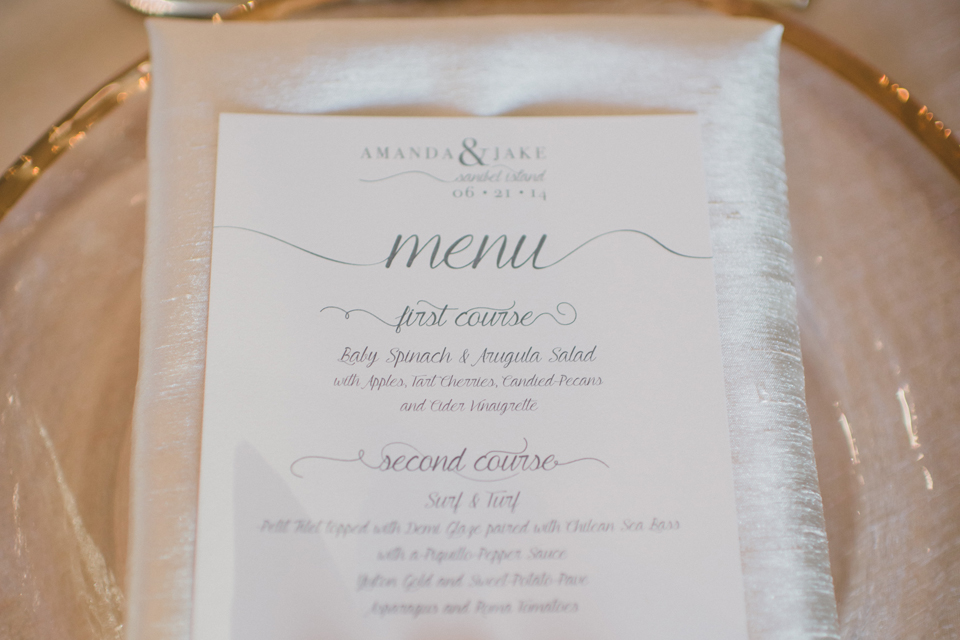 AMANDA & JAKE
sanibel island
06 • 21 • 14
menu
first course
Baby Spinach & Arugula Salad
with Apples, Tart Cherries, Candied Pecans
and Cider Vinaigrette
second course
Surf & Turf
Petit Filet topped with Demi Glaze paired with Chilean Sea Bass
with a Piquillo Pepper Sauce
Yukon Gold and Sweet Potato Pave
Asparagus and Roma Tomatoes